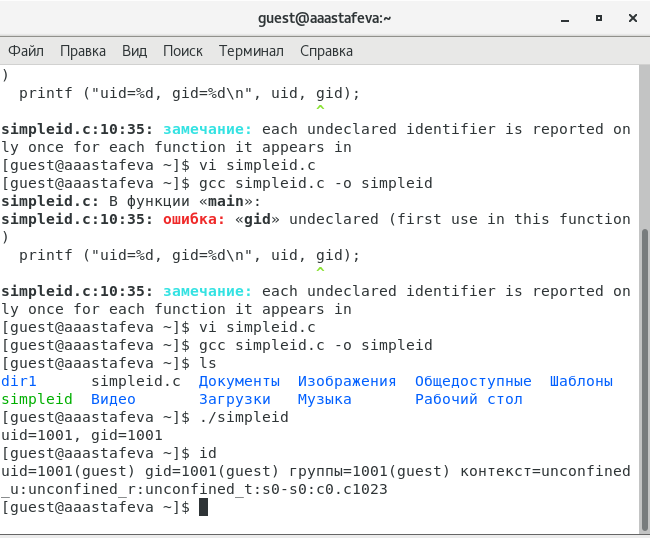 guest@aaastafeva:~
Файл Правка Вид Поиск Терминал Справка
)
  printf ("uid=%d, gid=%d\n", uid, gid);
                                   ^
simpleid.c:10:35: замечание: each undeclared identifier is reported on
ly once for each function it appears in
[guest@aaastafeva ~]$ vi simpleid.c
[guest@aaastafeva ~]$ gcc simpleid.c -o simpleid
simpleid.c: В функции «main»:
simpleid.c:10:35: ошибка: «gid» undeclared (first use in this function
)
  printf ("uid=%d, gid=%d\n", uid, gid);
                                   ^
simpleid.c:10:35: замечание: each undeclared identifier is reported on
ly once for each function it appears in
[guest@aaastafeva ~]$ vi simpleid.c
[guest@aaastafeva ~]$ gcc simpleid.c -o simpleid
[guest@aaastafeva ~]$ ls
dir1      simpleid.c  Документы  Изображения  Общедоступные  Шаблоны
simpleid  Видео       Загрузки   Музыка       Рабочий стол
[guest@aaastafeva ~]$ ./simpleid
uid=1001, gid=1001
[guest@aaastafeva ~]$ id
uid=1001(guest) gid=1001(guest) группы=1001(guest) контекст=unconfined
_u:unconfined_r:unconfined_t:s0-s0:c0.c1023
[guest@aaastafeva ~]$